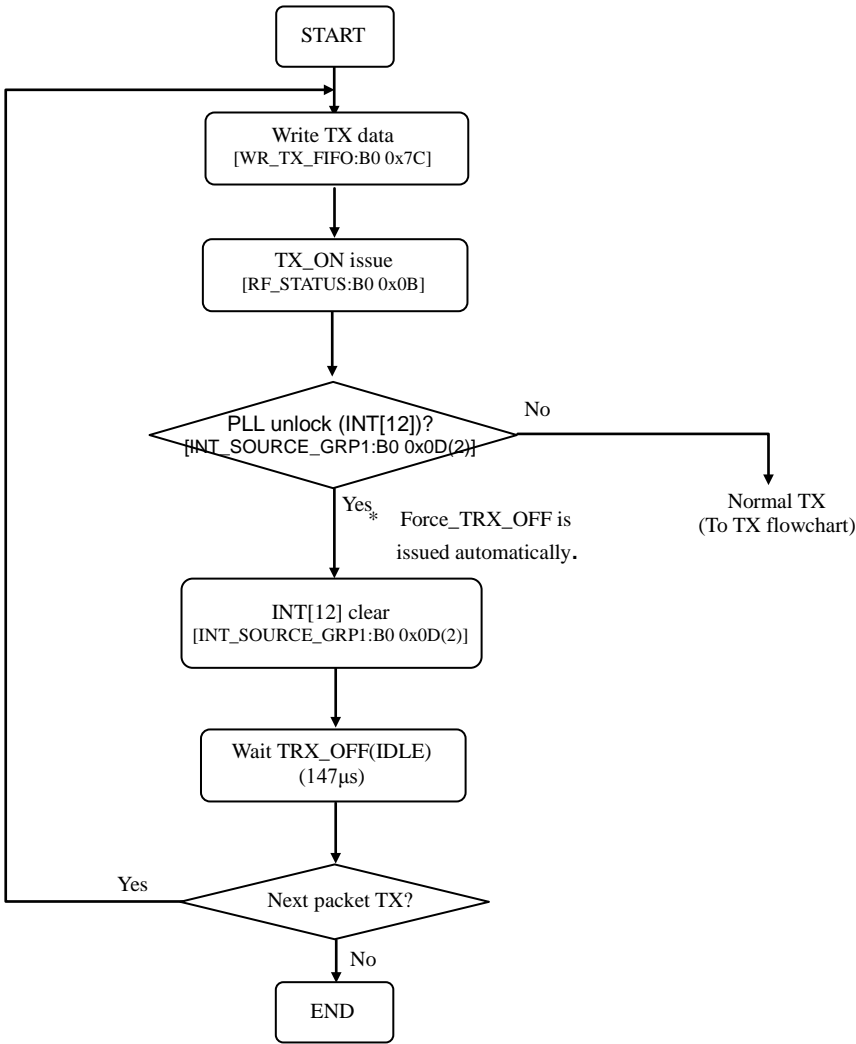 START
Write TX data
[WR_TX_FIFO:B0 0x7C]
TX_ON issue
[RF_STATUS:B0 0x0B]
PLL unlock (INT[12])?
[INT_SOURCE_GRP1:B0 0x0D(2)]
No
Normal TX
(To TX flowchart)
Yes
* Force_TRX_OFF is
issued automatically.
INT[12] clear
[INT_SOURCE_GRP1:B0 0x0D(2)]
Wait TRX_OFF(IDLE)
(147μs)
Yes
Next packet TX?
No
END